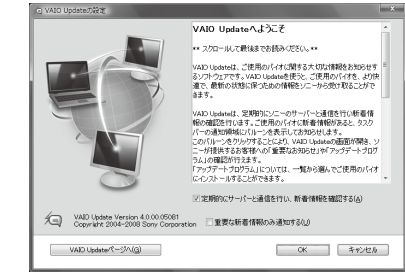 VAIO Updateの設定
VAIO Updateへようこそ
** スクロールして最後までお読みください。**
VAIO Updateは、ご使用のバイオに関する大切な情報をお知らせす
るソフトウェアです。VAIO Updateを使うと、ご使用のバイオを、より快
適で、最新の状態に保つための情報をソニーから受け取ることがで
きます。
VAIO Updateは、定期的にソニーのサーバーと通信を行い新着情
報の確認を行います。ご使用のバイオに新着情報があると、タスク
バーの通知領域にバルーンを表示してお知らせします。
このバルーンをクリックすることにより、VAIO Updateの画面が開き、ソ
ニーが提供するお客様への「重要なお知らせ」や「アップデートプログ
ラム」の確認が行えます。
「アップデートプログラム」については、一覧から選んでご使用のバイオ
にインストールすることができます。
定期的にサーバーと通信を行い、新着情報を確認する(A)
VAIO Update Version 4.0.00.05081
Copyright 2004-2008 Sony Corporation
重要な新着情報のみ通知する(J)
VAIO Updateページへ(G)
OK
キャンセル